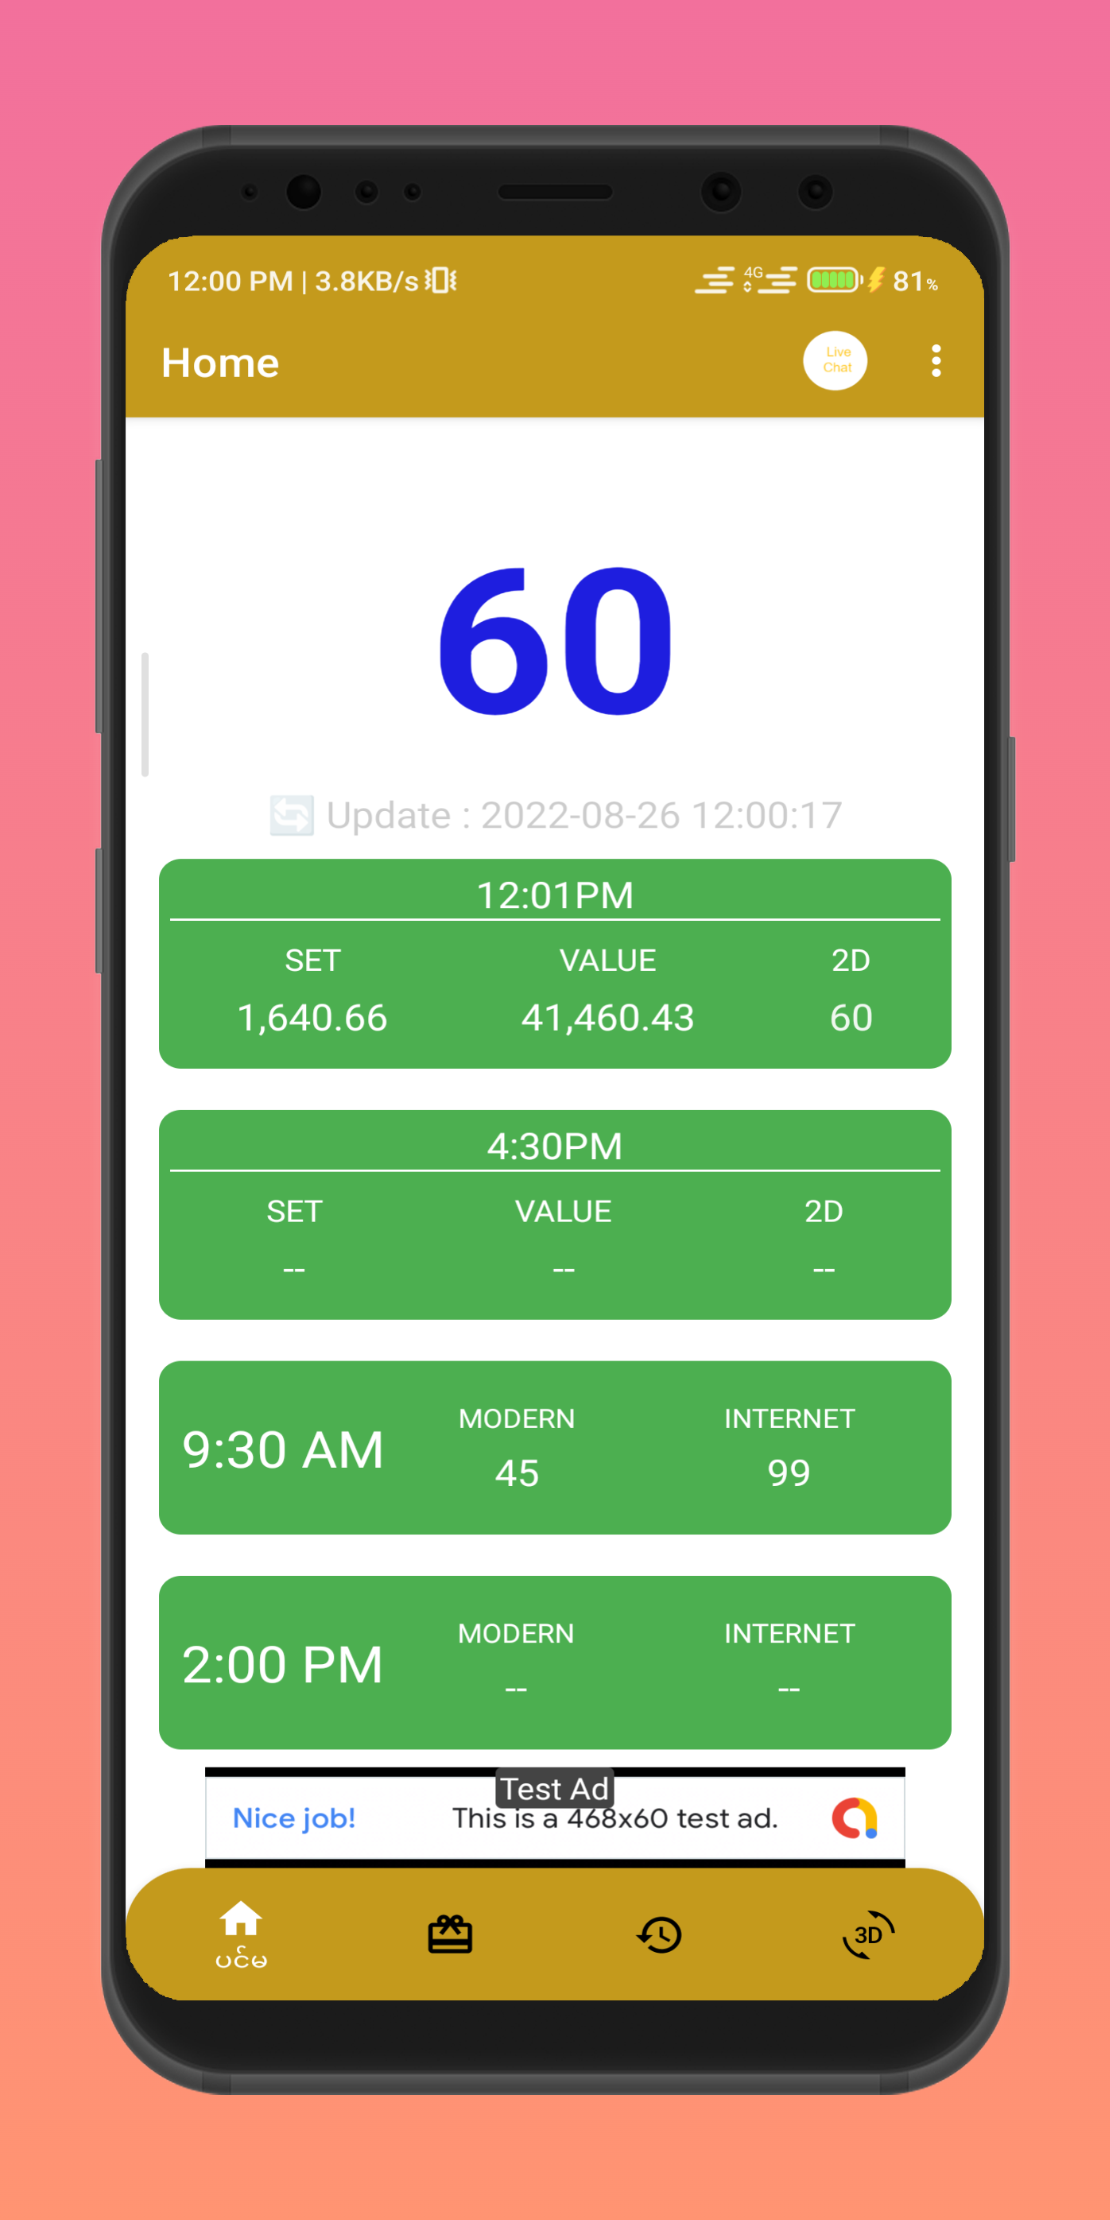 12:00 PM | 3.8KB/s 4G 81%
Home
Live
Chat
60
Update : 2022-08-26 12:00:17
12:01PM
SET VALUE 2D
1,640.66 41,460.43 60
4:30PM
SET VALUE 2D
-- -- --
MODERN INTERNET
9:30 AM
45 99
MODERN INTERNET
2:00 PM
-- --
Test Ad
Nice job! This is a 468x60 test ad.
3D
ပင်မ